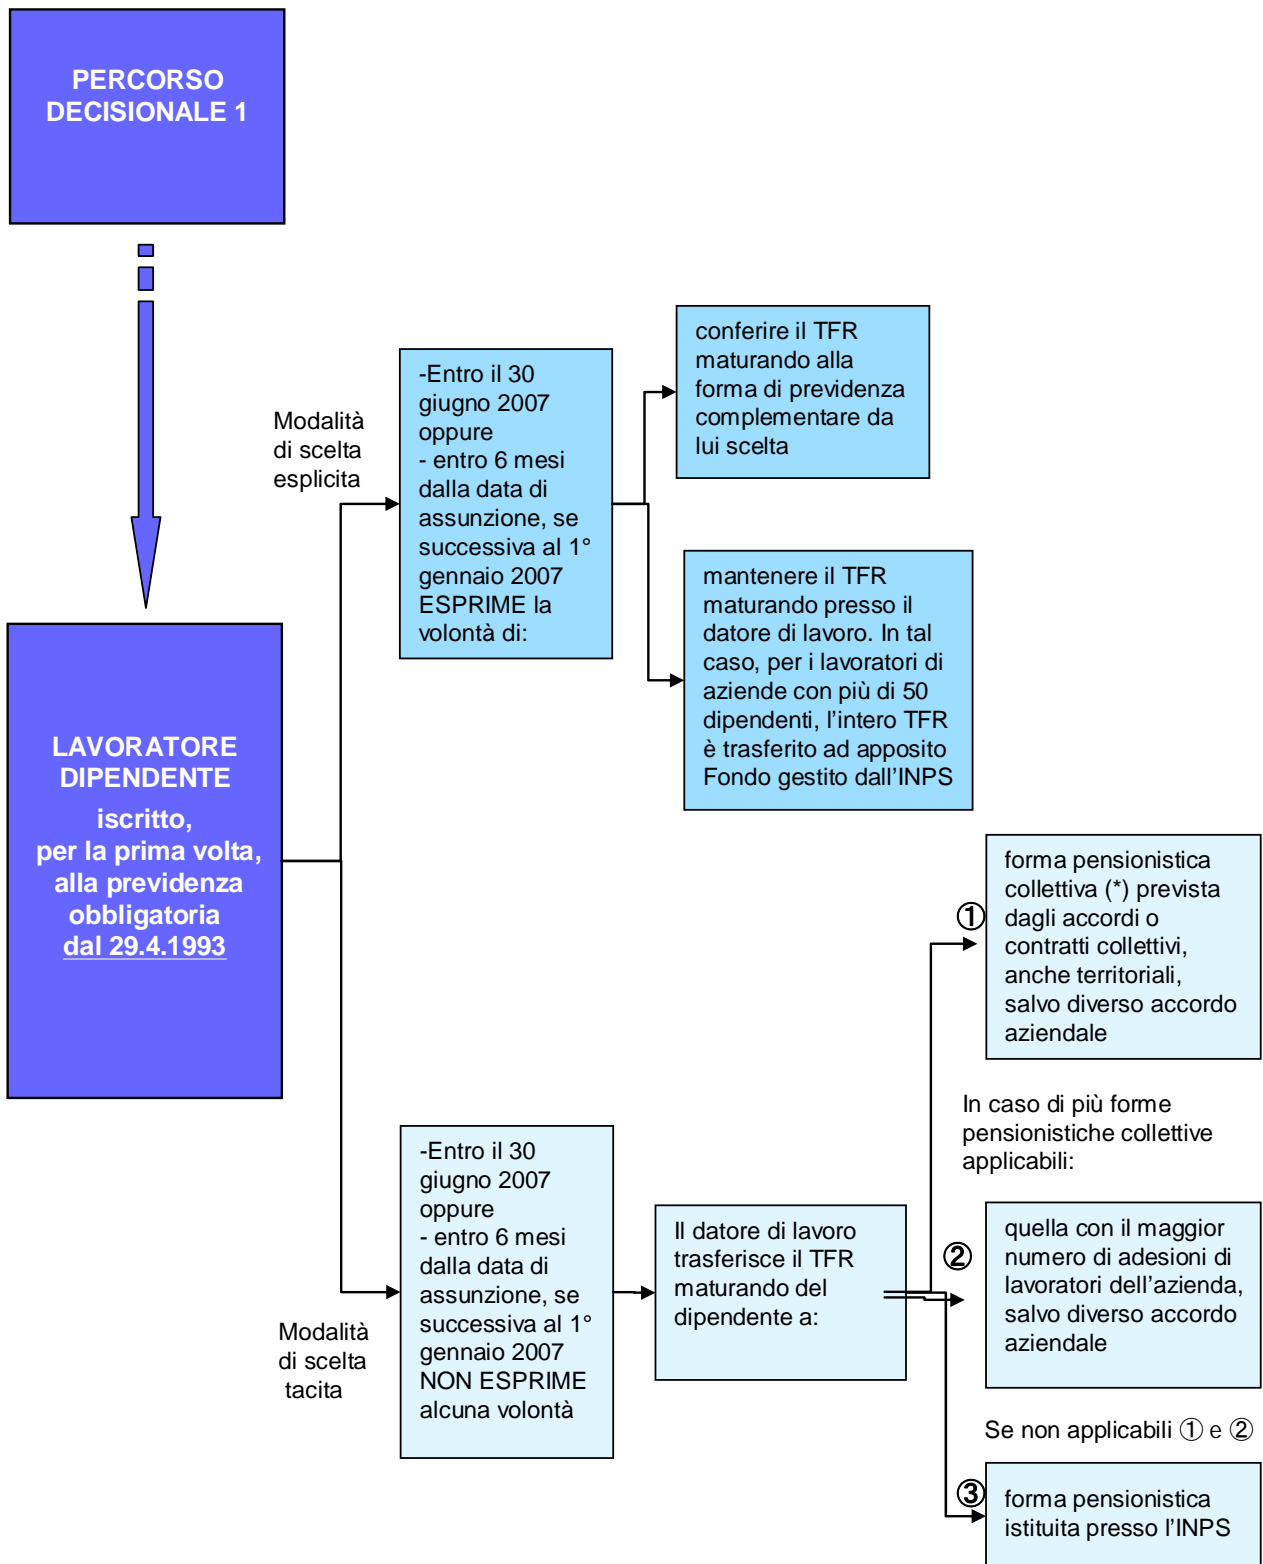 PERCORSO
DECISIONALE 1
LAVORATORE
DIPENDENTE
iscritto,
per la prima volta,
alla previdenza
obbligatoria
dal 29.4.1993
Modalità
di scelta
esplicita
-Entro il 30
giugno 2007
oppure
- entro 6 mesi
dalla data di
assunzione, se
successiva al 1°
gennaio 2007
ESPRIME la
volontà di:
conferire il TFR
maturando alla
forma di previdenza
complementare da
lui scelta
mantenere il TFR
maturando presso il
datore di lavoro. In tal
caso, per i lavoratori di
aziende con più di 50
dipendenti, l’intero TFR
è trasferito ad apposito
Fondo gestito dall’INPS
Modalità
di scelta
tacita
-Entro il 30
giugno 2007
oppure
- entro 6 mesi
dalla data di
assunzione, se
successiva al 1°
gennaio 2007
NON ESPRIME
alcuna volontà
Il datore di lavoro
trasferisce il TFR
maturando del
dipendente a:
①
forma pensionistica
collettiva (*) prevista
dagli accordi o
contratti collettivi,
anche territoriali,
salvo diverso accordo
aziendale
In caso di più forme
pensionistiche collettive
applicabili:
②
quella con il maggior
numero di adesioni di
lavoratori dell’azienda,
salvo diverso accordo
aziendale
Se non applicabili ① e ②
③
forma pensionistica
istituita presso l’INPS